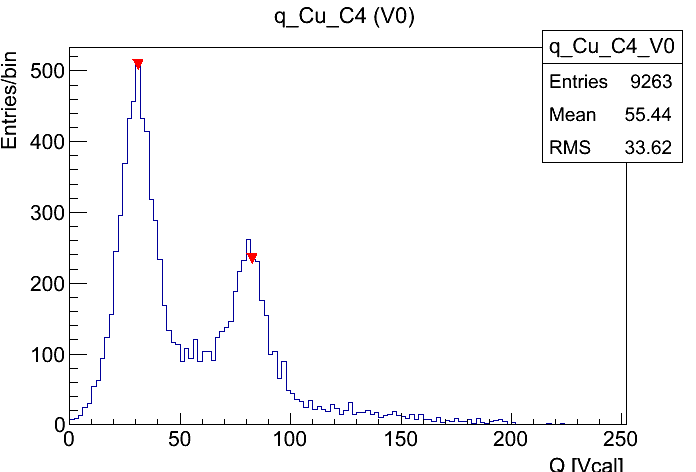 q_Cu_C4 (V0)
Entries/bin
q_Cu_C4_V0
Entries 9263
Mean 55.44
RMS 33.62
500
400
300
200
100
0
0 50 100 150 200 250
Q [Vcal]